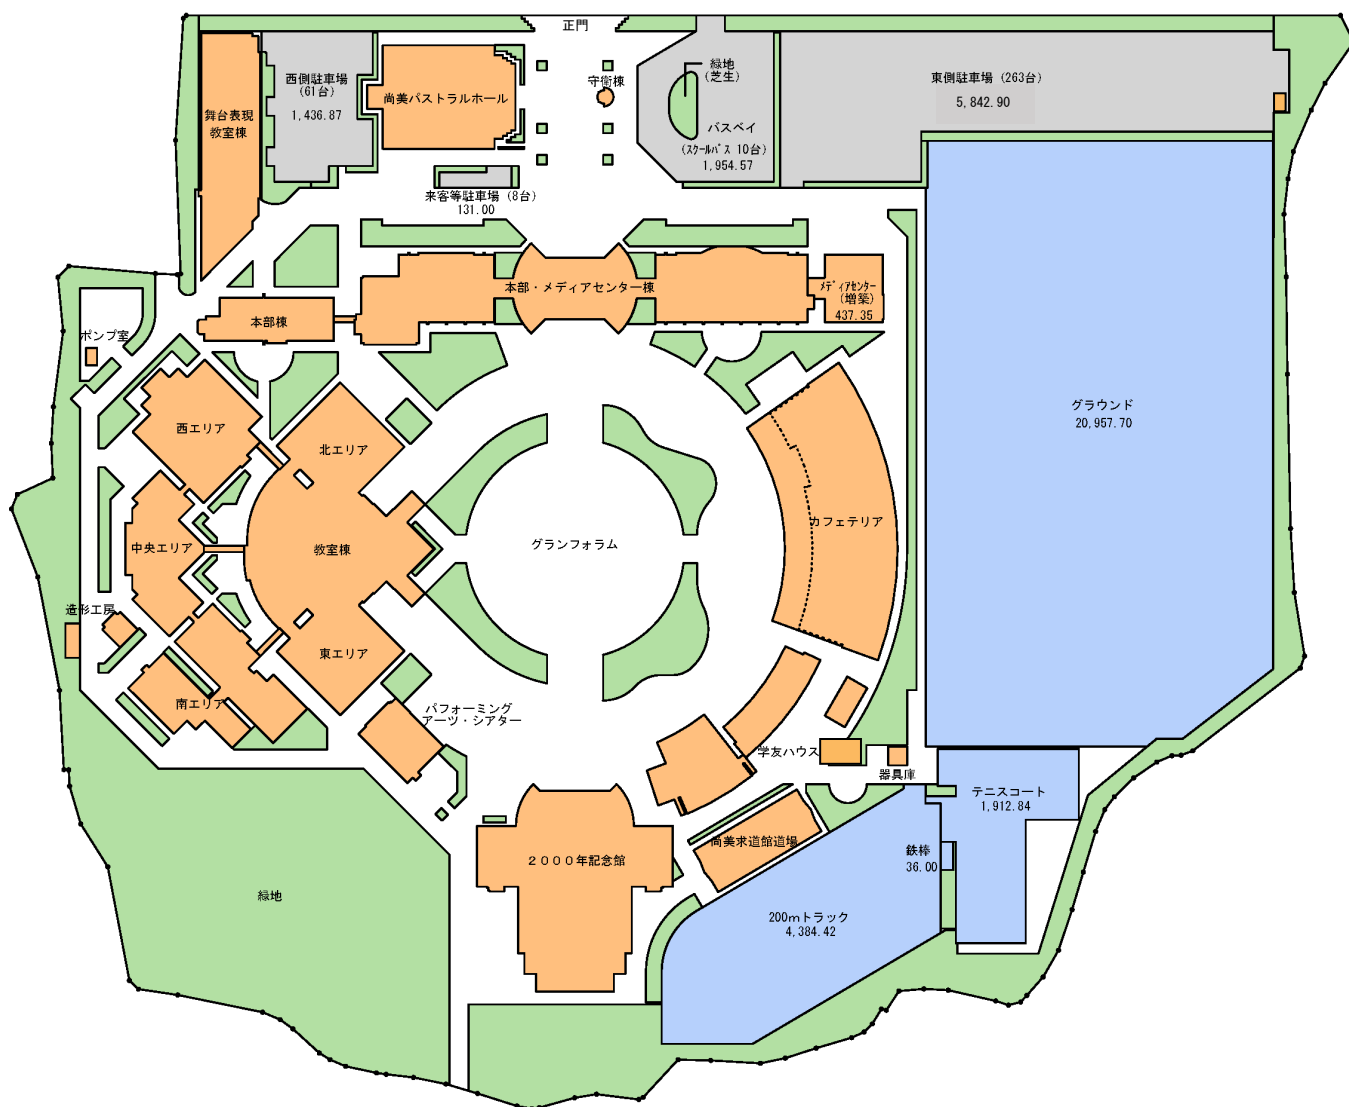 正門
西側駐車場
(61台)
1,436.87
尚美パストラルホール
守衛棟
緑地
(芝生)
東側駐車場 (263台)
5,842.90
舞台表現
教室棟
バスベイ
(スクールバス 10台)
1,954.57
来客等駐車場 (8台)
131.00
本部・メディアセンター棟
メディアセンター
(増築)
437.35
本部棟
ポンプ室
グラウンド
20,957.70
西エリア
北エリア
カフェテリア
グランフォラム
中央エリア
教室棟
造形工房
東エリア
南エリア
パフォーミング
アーツ・シアター
学友ハウス
器具庫
テニスコート
1,912.84
尚美求道館道場
鉄棒
36.00
2000年記念館
緑地
200mトラック
4,384.42